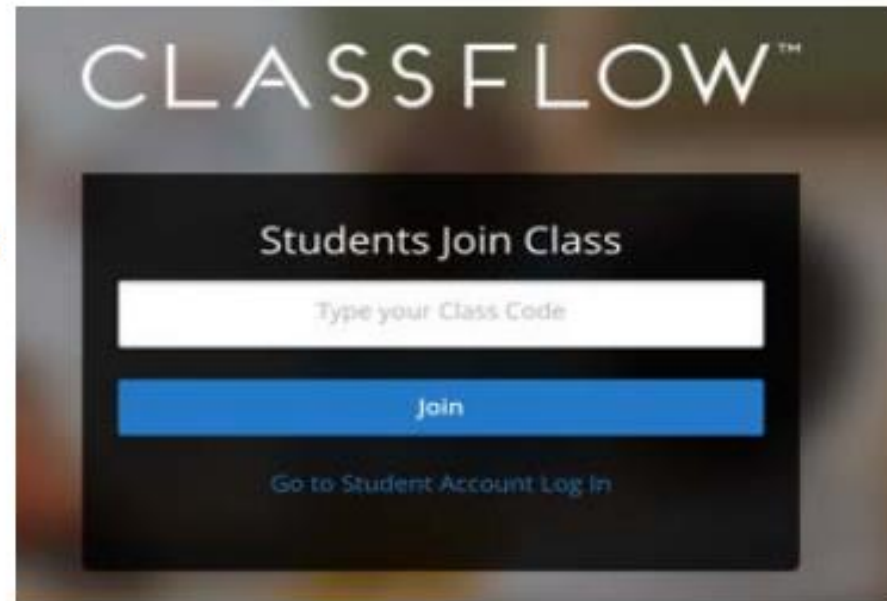 CLASSFLOW™
Students Join Class
Type your Class Code
Join
Go to Student Account Log In